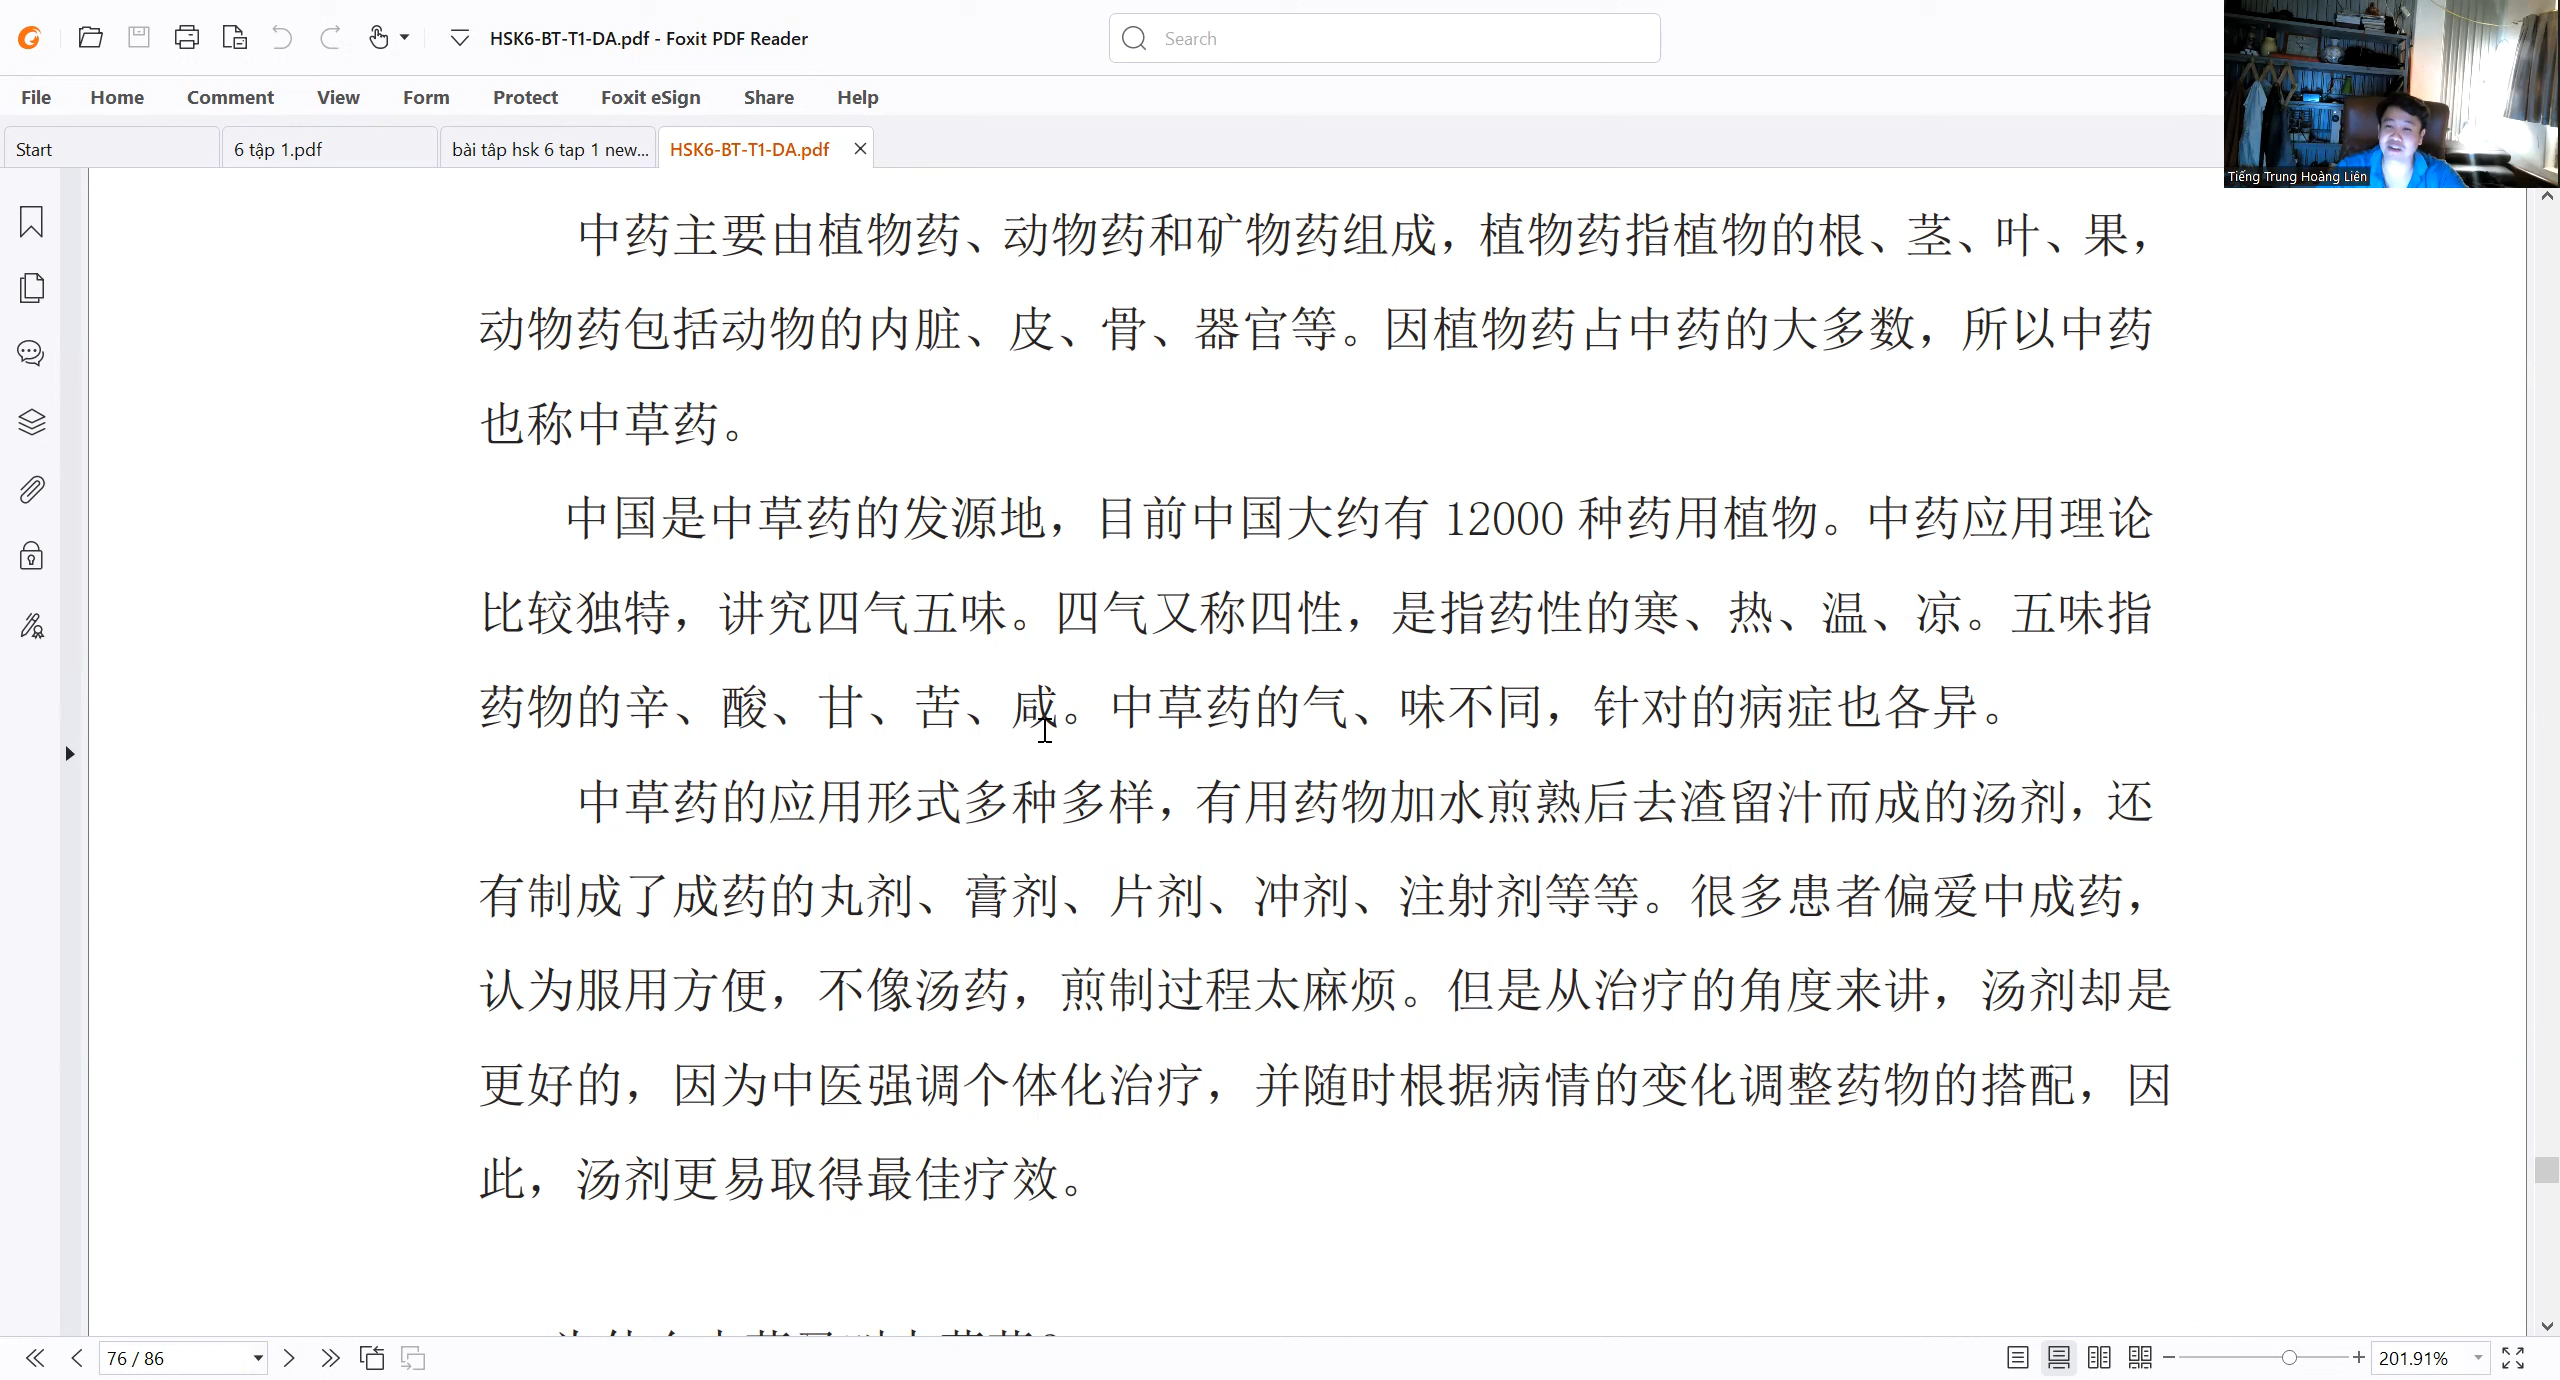 HSK6-BT-T1-DA.pdf - Foxit PDF Reader
Search
File Home Comment View Form Protect Foxit eSign Share Help
Start
6 tập 1.pdf
bài tâp hsk 6 tap 1 new...
HSK6-BT-T1-DA.pdf
Tiếng Trung Hoàng Liên
中药主要由植物药、动物药和矿物药组成，植物药指植物的根、茎、叶、果，
动物药包括动物的内脏、皮、骨、器官等。因植物药占中药的大多数，所以中药
也称中草药。
中国是中草药的发源地，目前中国大约有 12000 种药用植物。中药应用理论
比较独特，讲究四气五味。四气又称四性，是指药性的寒、热、温、凉。五味指
药物的辛、酸、甘、苦、咸。中草药的气、味不同，针对的病症也各异。
中草药的应用形式多种多样，有用药物加水煎熟后去渣留汁而成的汤剂，还
有制成了成药的丸剂、膏剂、片剂、冲剂、注射剂等等。很多患者偏爱中成药，
认为服用方便，不像汤药，煎制过程太麻烦。但是从治疗的角度来讲，汤剂却是
更好的，因为中医强调个体化治疗，并随时根据病情的变化调整药物的搭配，因
此，汤剂更易取得最佳疗效。
76 / 86
201.91%